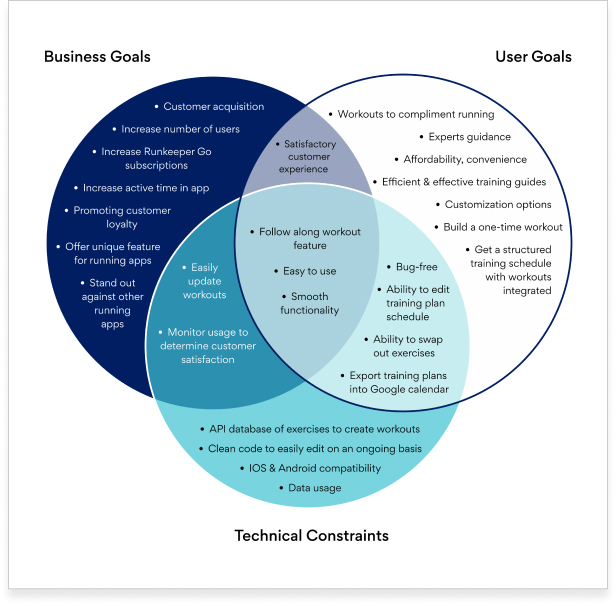 Business Goals
User Goals
• Customer acquisition
• Increase number of users
• Increase Runkeeper Go
subscriptions
• Increase active time in app
• Promoting customer
loyalty
• Offer unique feature
for running apps
• Stand out
against other
running
apps
• Satisfactory
customer
experience
• Workouts to compliment running
• Experts guidance
• Affordability, convenience
• Efficient & effective training guides
• Customization options
• Build a one-time workout
• Get a structured
training schedule
with workouts
integrated
• Follow along workout
feature
• Easy to use
• Smooth
functionality
• Easily
update
workouts
• Monitor usage to
determine customer
satisfaction
• Bug-free
• Ability to edit
training plan
schedule
• Ability to swap
out exercises
• Export training plans
into Google calendar
• API database of exercises to create workouts
• Clean code to easily edit on an ongoing basis
• IOS & Android compatibility
• Data usage
Technical Constraints